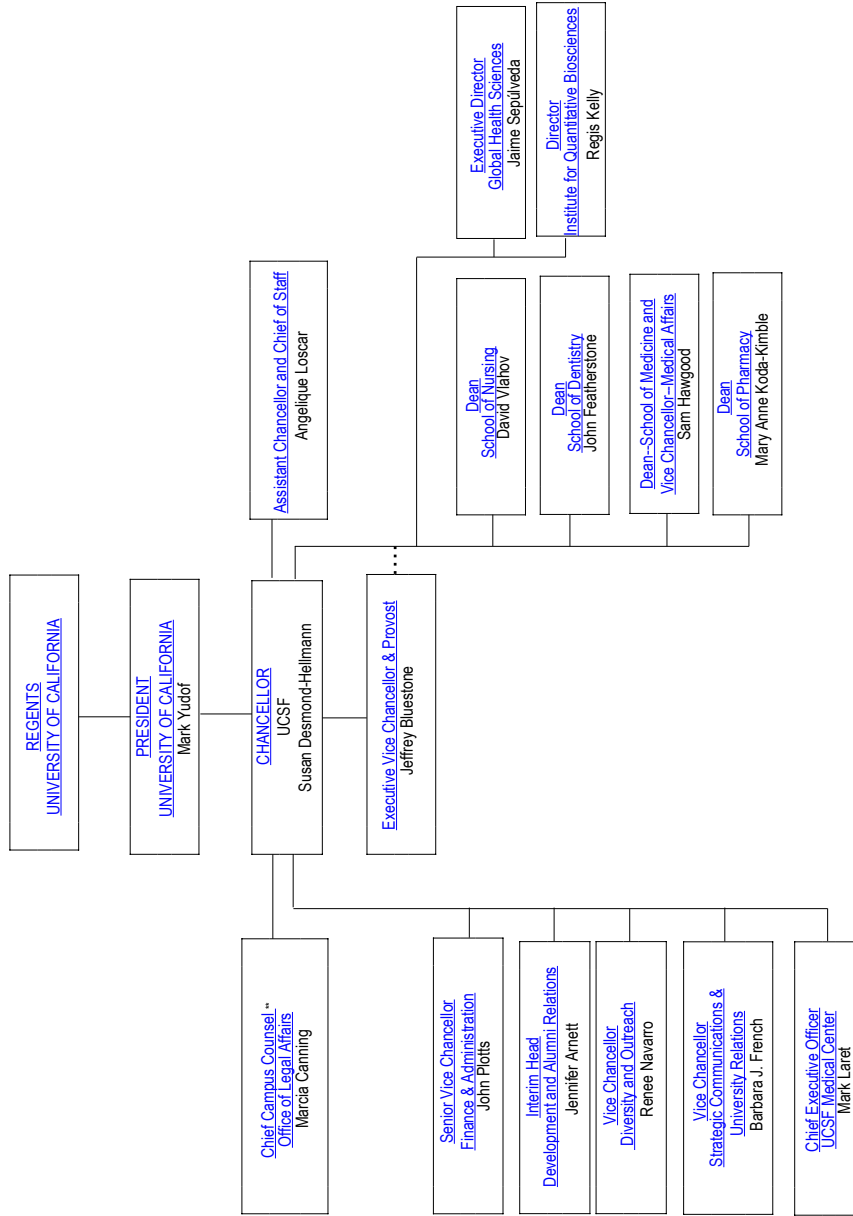 REGENTS
UNIVERSITY OF CALIFORNIA
PRESIDENT
UNIVERSITY OF CALIFORNIA
Mark Yudof
Chief Campus Counsel "
Office of Legal Affairs
Marcia Canning
CHANCELLOR
UCSF
Susan Desmond-Hellmann
Assistant Chancellor and Chief of Staff
Angelique Loscar
Executive Vice Chancellor & Provost
Jeffrey Bluestone
Senior Vice Chancellor
Finance & Administration
John Plotts
Interim Head
Development and Alumni Relations
Jennifer Arnett
Vice Chancellor
Diversity and Outreach
Renee Navarro
Vice Chancellor
Strategic Communications &
University Relations
Barbara J. French
Chief Executive Officer
UCSF Medical Center
Mark Laret
Dean
School of Nursing
David Vlahov
Dean
School of Dentistry
John Featherstone
Dean--School of Medicine and
Vice Chancellor–Medical Affairs
Sam Hawgood
Dean
School of Pharmacy
Mary Anne Koda-Kimble
Executive Director
Global Health Sciences
Jaime Sepúlveda
Director
Institute for Quantitative Biosciences
Regis Kelly